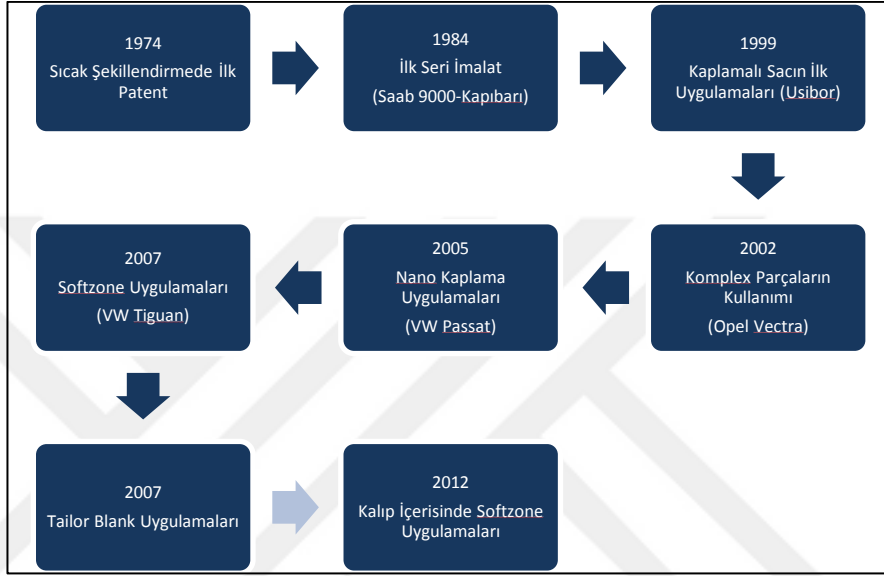 1974
Sıcak Şekillendirmede İlk
Patent
1984
İlk Seri İmalat
(Saab 9000-Kapıbarı)
1999
Kaplamalı Sacın İlk
Uygulamaları (Usibor)
2002
Komplex Parçaların
Kullanımı
(Opel Vectra)
2005
Nano Kaplama
Uygulamaları
(VW Passat)
2007
Softzone Uygulamaları
(VW Tiguan)
2007
Tailor Blank Uygulamaları
2012
Kalıp İçerisinde Softzone
Uygulamaları